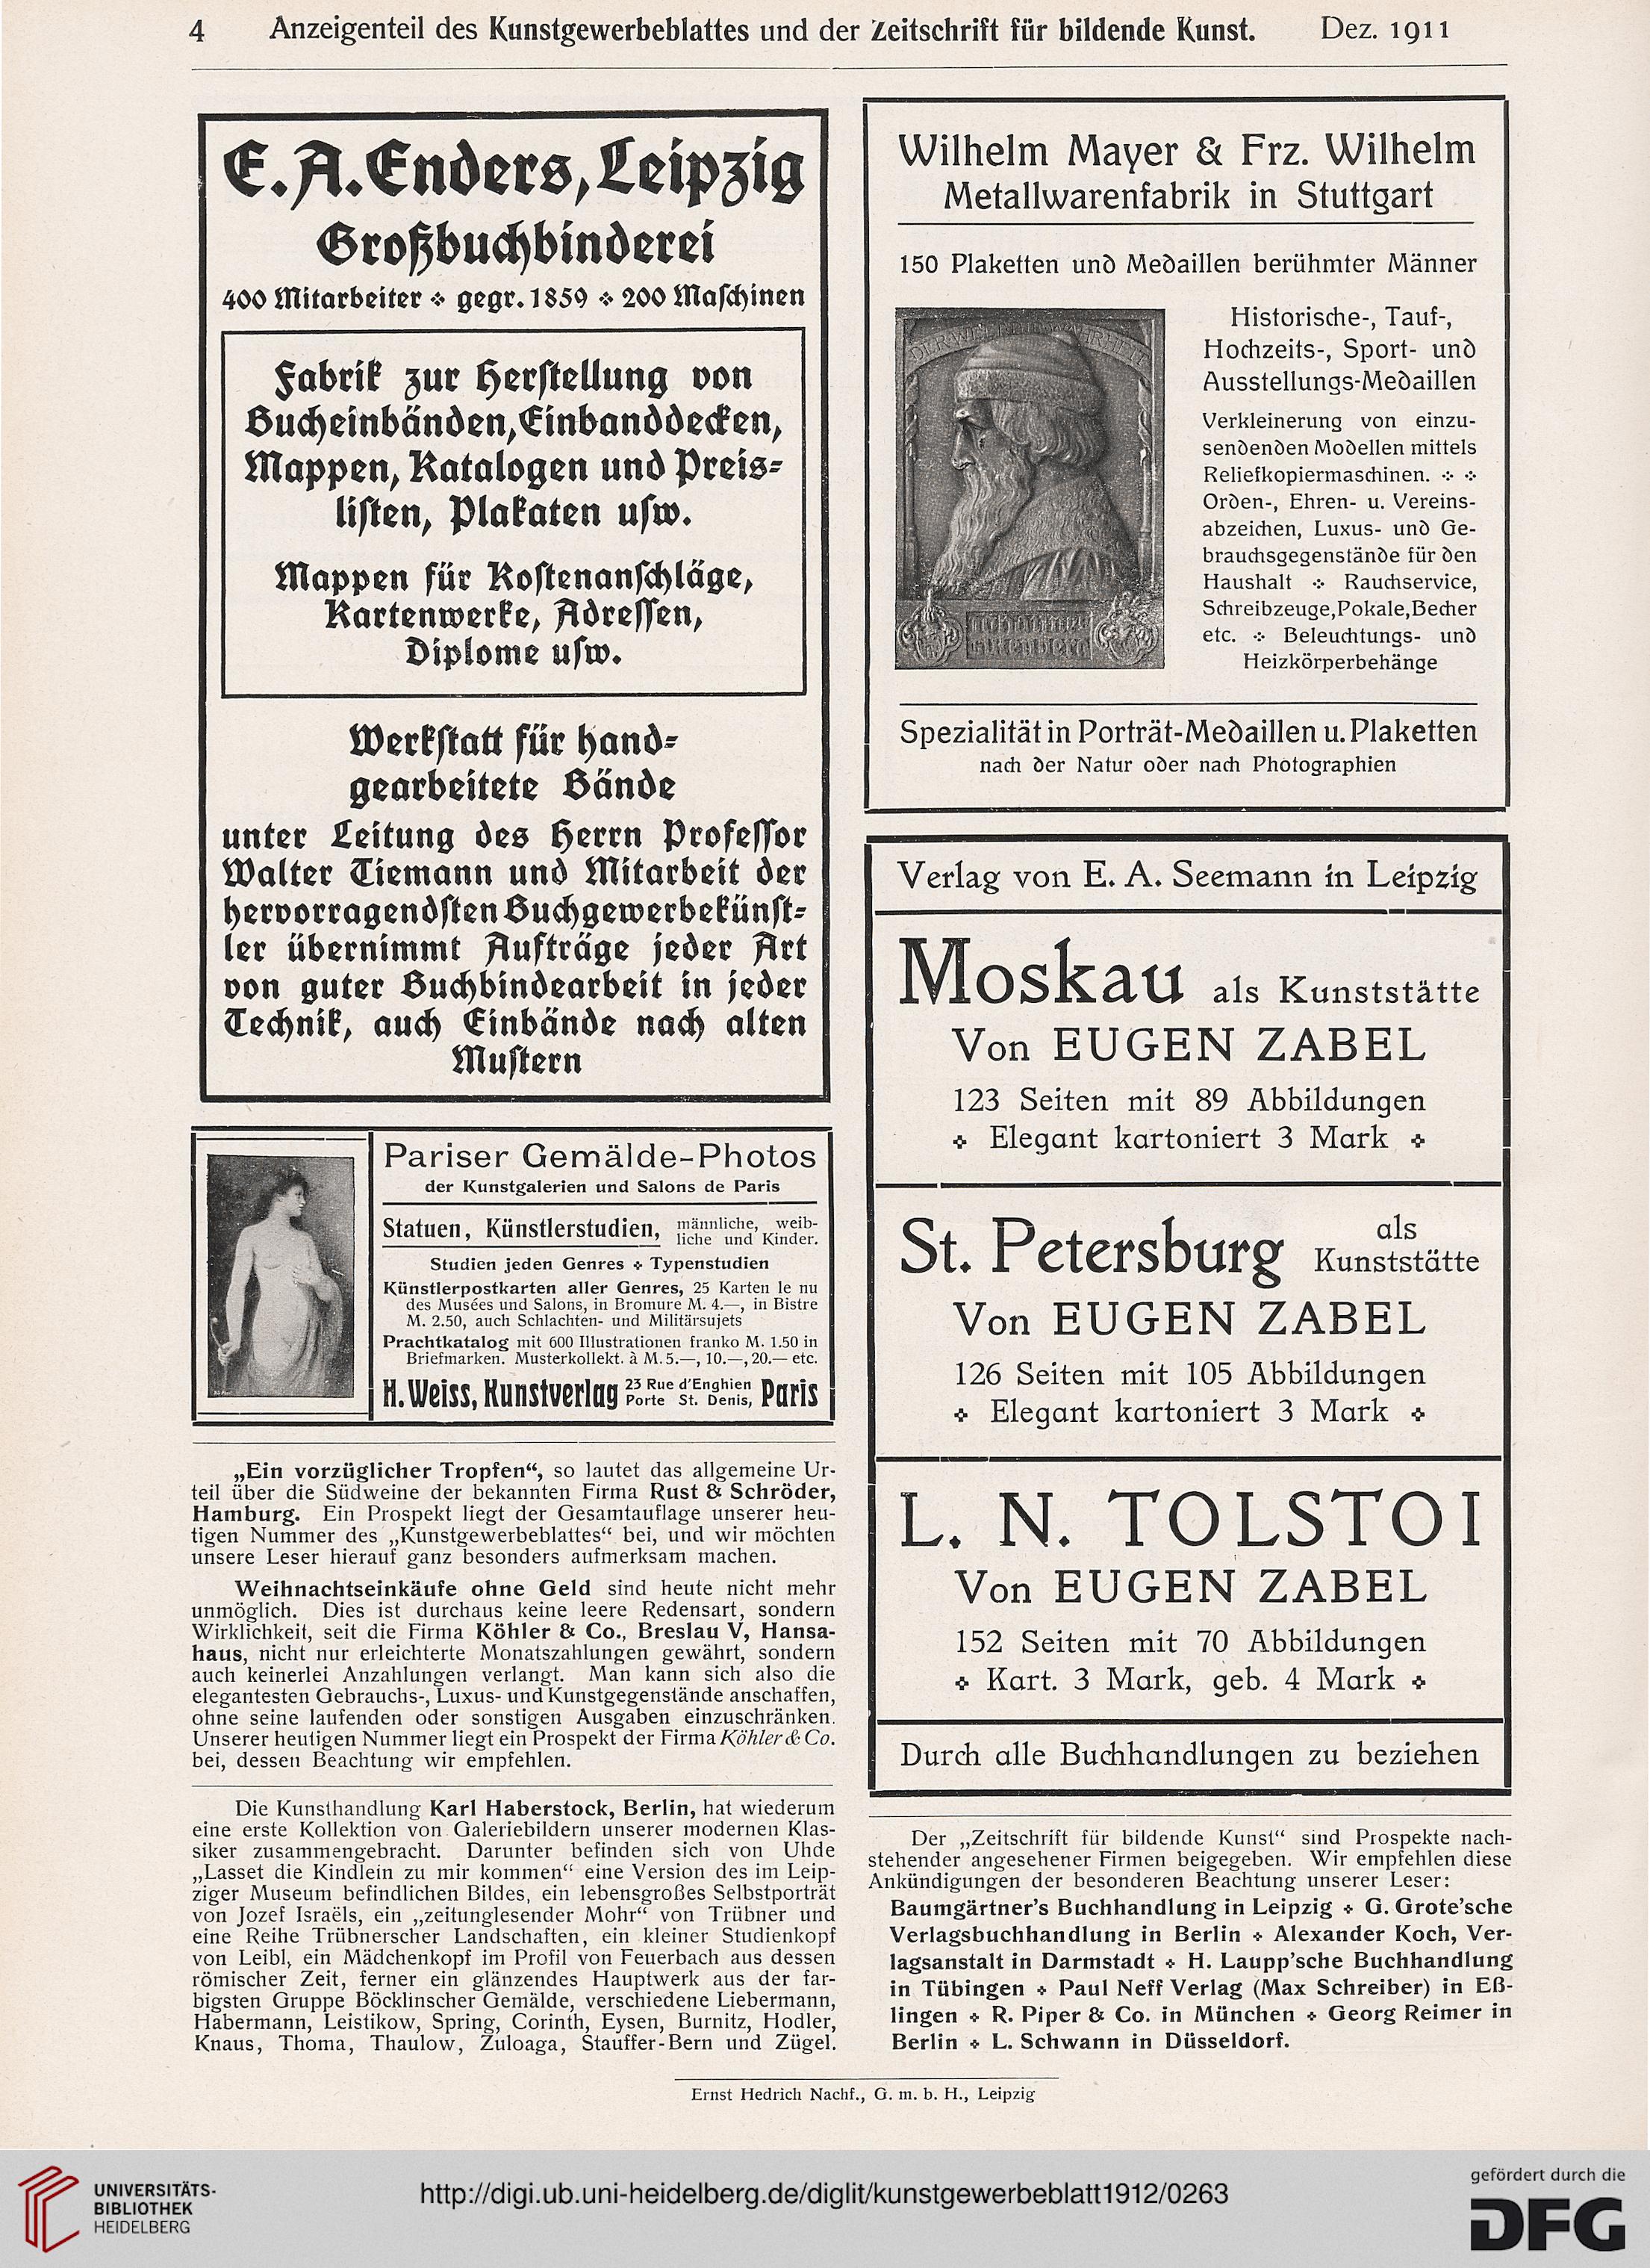 4 Anzeigenteil des Kunstgewerbeblattes und der Zeitschrift für bildende Kunst. Dez. 1911
E. A. Enders, Leipzig
Großbuchbinderei
400 Mitarbeiter ❖ gegr. 1859 ❖ 200 Maſchinen
Fabrik zur Herſtellung von
Bucheinbänden, Einbanddecken,
Mappen, Katalogen und Preis-
liſten, Plakaten uſw.
Mappen für Koſtenanſchläge,
Kartenwerke, Adreſſen,
Diplome uſw.
Werkſtatt für hand-
gearbeitete Bände
unter Leitung des Herrn Profeſſor
Walter Tiemann und Mitarbeit der
hervorragendſten Buchgewerbekünſt-
ler übernimmt Aufträge jeder Art
von guter Buchbindearbeit in jeder
Technik, auch Einbände nach alten
Muſtern
Pariser Gemälde-Photos
der Kunstgalerien und Salons de Paris
Statuen, Künstlerstudien, männliche, weib-
liche und Kinder.
Studien jeden Genres ❖ Typenstudien
Künstlerpostkarten aller Genres, 25 Karten le nu
des Musées und Salons, in Bromure M. 4.—, in Bistre
M. 2.50, auch Schlachten- und Militärsujets
Prachtkatalog mit 600 Illustrationen franko M. 1.50 in
Briefmarken. Musterkollekt. à M. 5.—, 10.—, 20.— etc.
H. Weiss, Kunstverlag 23 Rue d'Enghien
Porte St. Denis, Paris
„Ein vorzüglicher Tropfen“, so lautet das allgemeine Ur-
teil über die Südweine der bekannten Firma Rust & Schröder,
Hamburg. Ein Prospekt liegt der Gesamtauflage unserer heu-
tigen Nummer des „Kunstgewerbeblattes“ bei, und wir möchten
unsere Leser hierauf ganz besonders aufmerksam machen.
Weihnachtseinkäufe ohne Geld sind heute nicht mehr
unmöglich. Dies ist durchaus keine leere Redensart, sondern
Wirklichkeit, seit die Firma Köhler & Co., Breslau V, Hansa-
haus, nicht nur erleichterte Monatszahlungen gewährt, sondern
auch keinerlei Anzahlungen verlangt. Man kann sich also die
elegantesten Gebrauchs-, Luxus- und Kunstgegenstände anschaffen,
ohne seine laufenden oder sonstigen Ausgaben einzuschränken.
Unserer heutigen Nummer liegt ein Prospekt der Firma Köhler & Co.
bei, dessen Beachtung wir empfehlen.
Die Kunsthandlung Karl Haberstock, Berlin, hat wiederum
eine erste Kollektion von Galeriebildern unserer modernen Klas-
siker zusammengebracht. Darunter befinden sich von Uhde
„Lasset die Kindlein zu mir kommen“ eine Version des im Leip-
ziger Museum befindlichen Bildes, ein lebensgroßes Selbstporträt
von Jozef Israëls, ein „zeitunglesender Mohr“ von Trübner und
eine Reihe Trübnerscher Landschaften, ein kleiner Studienkopf
von Leibl, ein Mädchenkopf im Profil von Feuerbach aus dessen
römischer Zeit, ferner ein glänzendes Hauptwerk aus der far-
bigsten Gruppe Böcklinscher Gemälde, verschiedene Liebermann,
Habermann, Leistikow, Spring, Corinth, Eysen, Burnitz, Hodler,
Knaus, Thoma, Thaulow, Zuloaga, Stauffer-Bern und Zügel.
Wilhelm Mayer & Frz. Wilhelm
Metallwarenfabrik in Stuttgart
150 Plaketten und Medaillen berühmter Männer
Historische-, Tauf-,
Hochzeits-, Sport- und
Ausstellungs-Medaillen
Verkleinerung von einzu-
sendenden Modellen mittels
Reliefkopiermaschinen. ❖ ❖
Orden-, Ehren- u. Vereins-
abzeichen, Luxus- und Ge-
brauchsgegenstände für den
Haushalt ❖ Rauchservice,
Schreibzeuge, Pokale, Becher
etc. ❖ Beleuchtungs- und
Heizkörperbehänge
Spezialität in Porträt-Medaillen u. Plaketten
nach der Natur oder nach Photographien
Verlag von E. A. Seemann in Leipzig
Moskau als Kunststätte
Von EUGEN ZABEL
123 Seiten mit 89 Abbildungen
❖ Elegant kartoniert 3 Mark ❖
St. Petersburg als
Kunststätte
Von EUGEN ZABEL
126 Seiten mit 105 Abbildungen
❖ Elegant kartoniert 3 Mark ❖
L. N. TOLSTOI
Von EUGEN ZABEL
152 Seiten mit 70 Abbildungen
❖ Kart. 3 Mark, geb. 4 Mark ❖
Durch alle Buchhandlungen zu beziehen
Der „Zeitschrift für bildende Kunst“ sind Prospekte nach-
stehender angesehener Firmen beigegeben. Wir empfehlen diese
Ankündigungen der besonderen Beachtung unserer Leser:
Baumgärtner's Buchhandlung in Leipzig ❖ G. Grote'sche
Verlagsbuchhandlung in Berlin ❖ Alexander Koch, Ver-
lagsanstalt in Darmstadt ❖ H. Laupp'sche Buchhandlung
in Tübingen ❖ Paul Neff Verlag (Max Schreiber) in Eß-
lingen ❖ R. Piper & Co. in München ❖ Georg Reimer in
Berlin ❖ L. Schwann in Düsseldorf.
Ernst Hedrich Nachf., G. m. b. H., Leipzig
UNIVERSITÄTS-
BIBLIOTHEK
HEIDELBERG
http://digi.ub.uni-heidelberg.de/diglit/kunstgewerbeblatt1912/0263
gefördert durch die
DFG